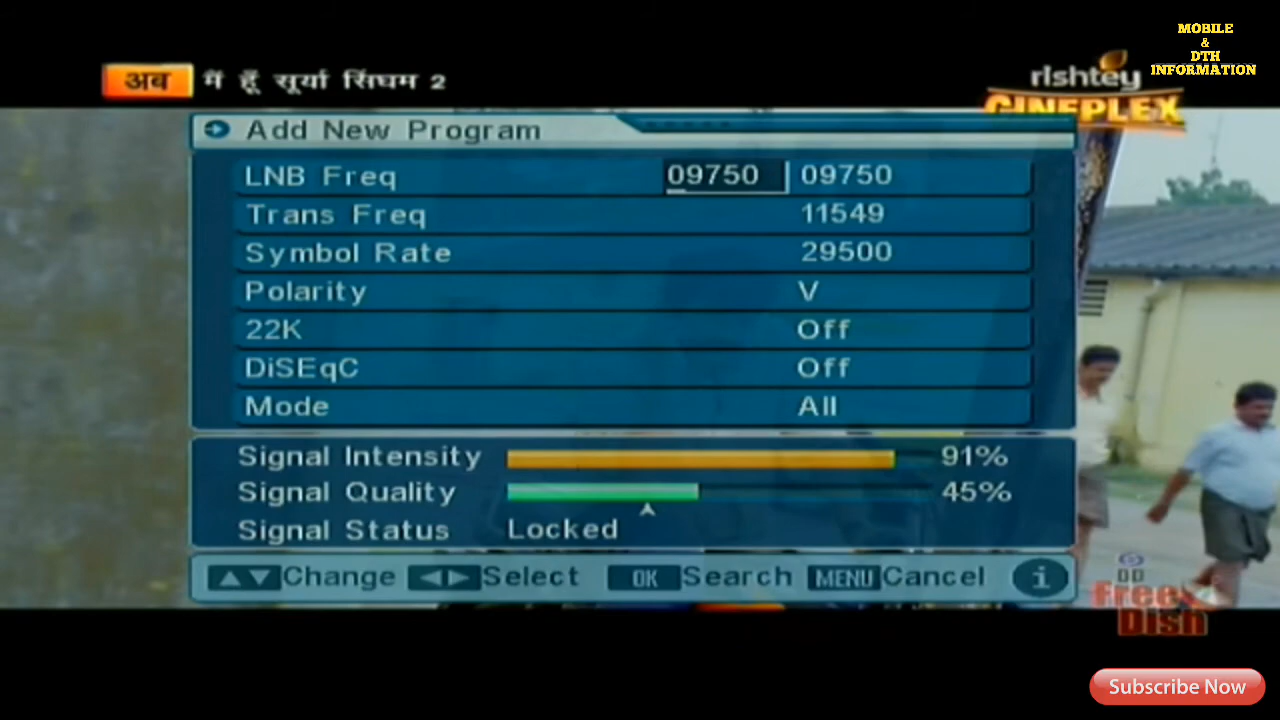 MOBILE
&
DTH
INFORMATION
अब में हूँ सूर्या सिंघम 2
rishtey
CINEPLEX
Add New Program
LNB Freq 09750 09750
Trans Freq 11549
Symbol Rate 29500
Polarity V
22K Off
DiSEqC Off
Mode All
Signal Intensity 91%
Signal Quality 45%
Signal Status Locked
Change Select OK Search MENU Cancel i
DD
Free
Dish
Subscribe Now